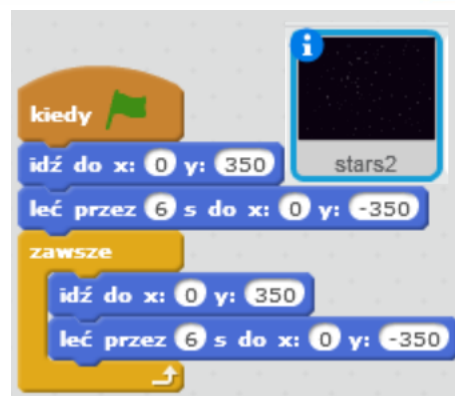 i
kiedy
stars2
idź do x: 0 y: 350
leć przez 6 s do x: 0 y: -350
zawsze
idź do x: 0 y: 350
leć przez 6 s do x: 0 y: -350